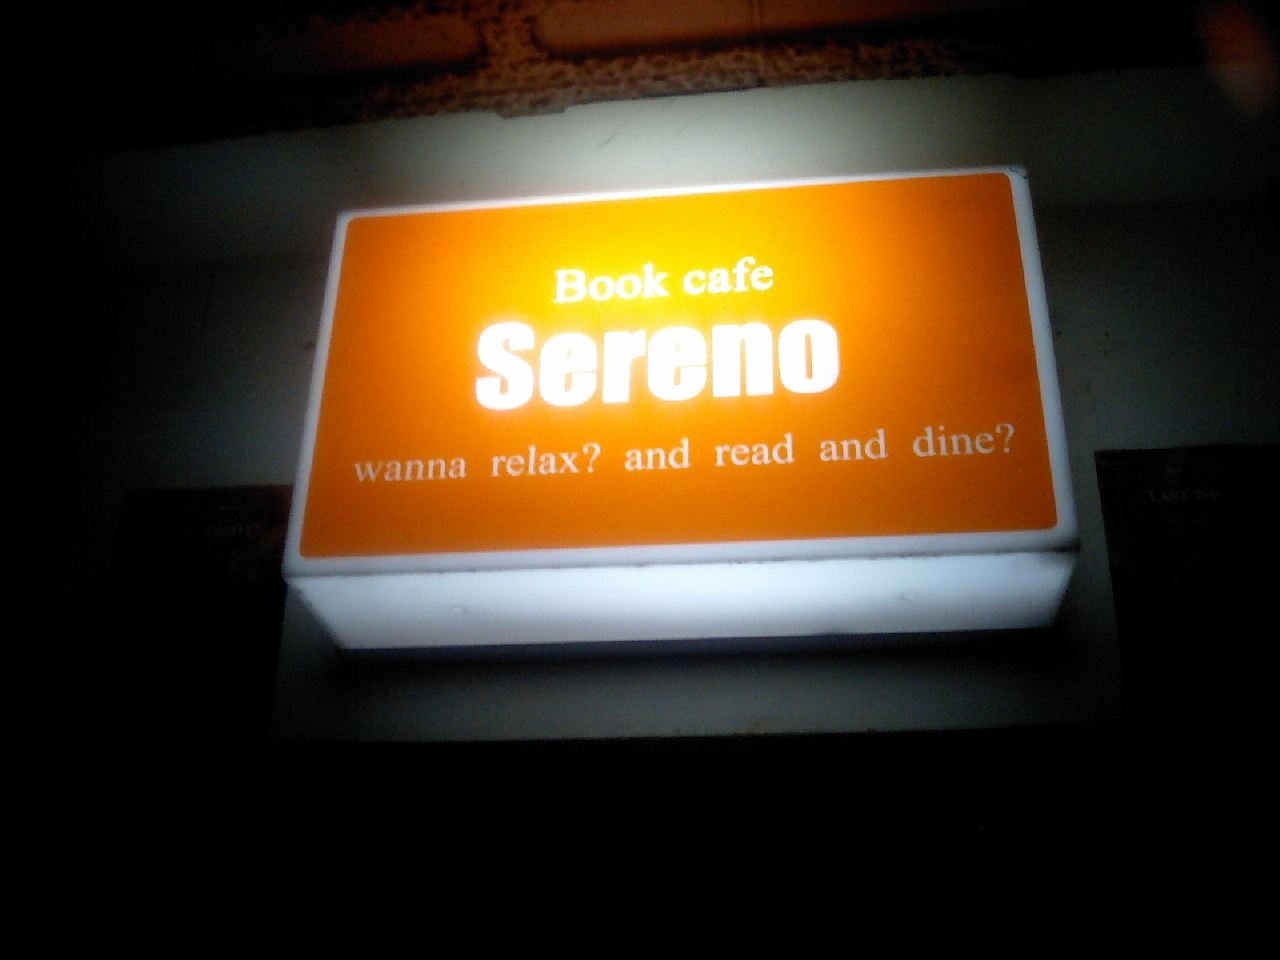 Book cafe
Sereno
wanna relax? and read and dine?